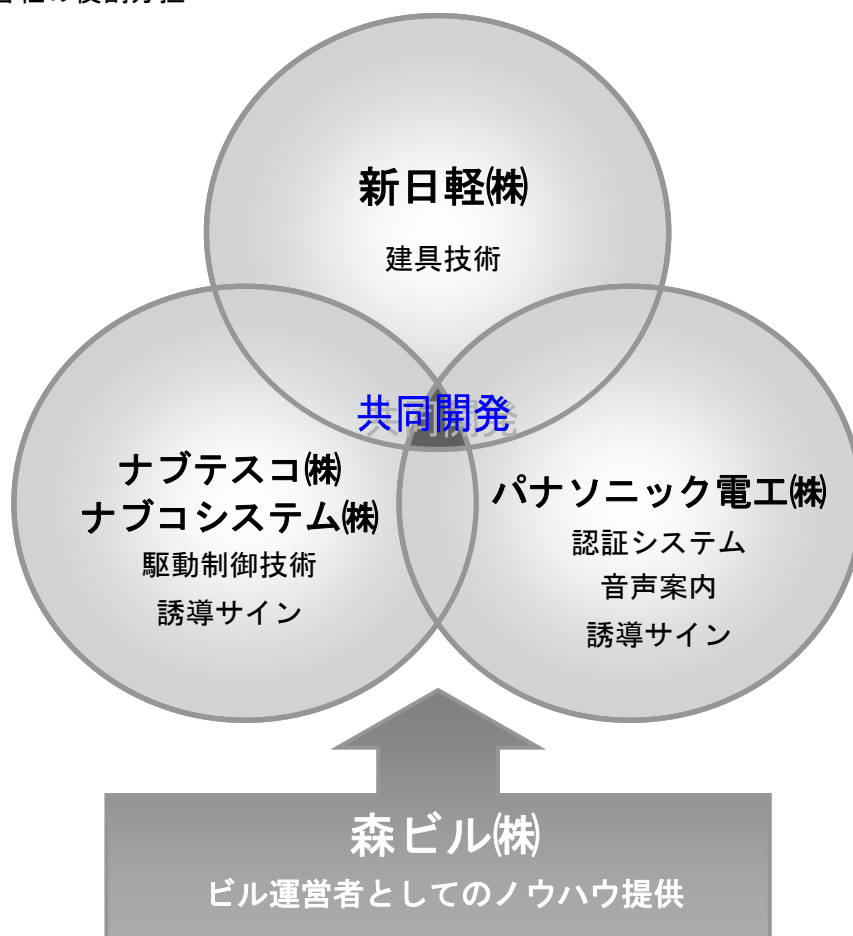 新日軽㈱
建具技術
共同開発
ナブテスコ㈱
ナブコシステム㈱
駆動制御技術
誘導サイン
パナソニック電工㈱
認証システム
音声案内
誘導サイン
森ビル㈱
ビル運営者としてのノウハウ提供